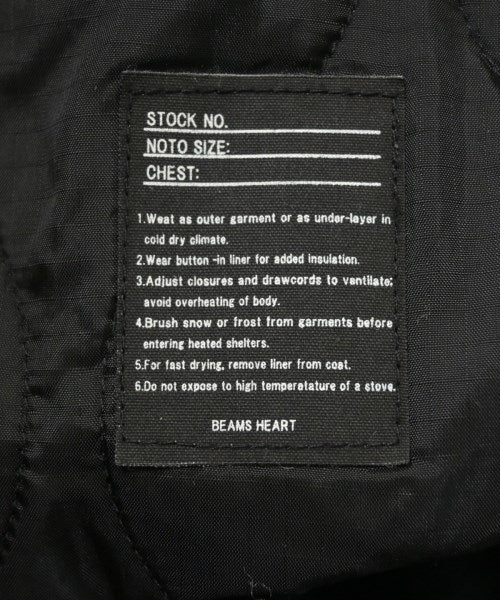 STOCK NO.
NOTO SIZE:
CHEST:
1.Weat as outer garment or as under-layer in
cold dry climate.
2.Wear button -in liner for added insulation.
3.Adjust closures and drawcords to ventilate;
avoid overheating of body.
4.Brush snow or frost from garments before
entering heated shelters.
5.For fast drying, remove liner from coat.
6.Do not expose to high temperatature of a stove.
BEAMS HEART